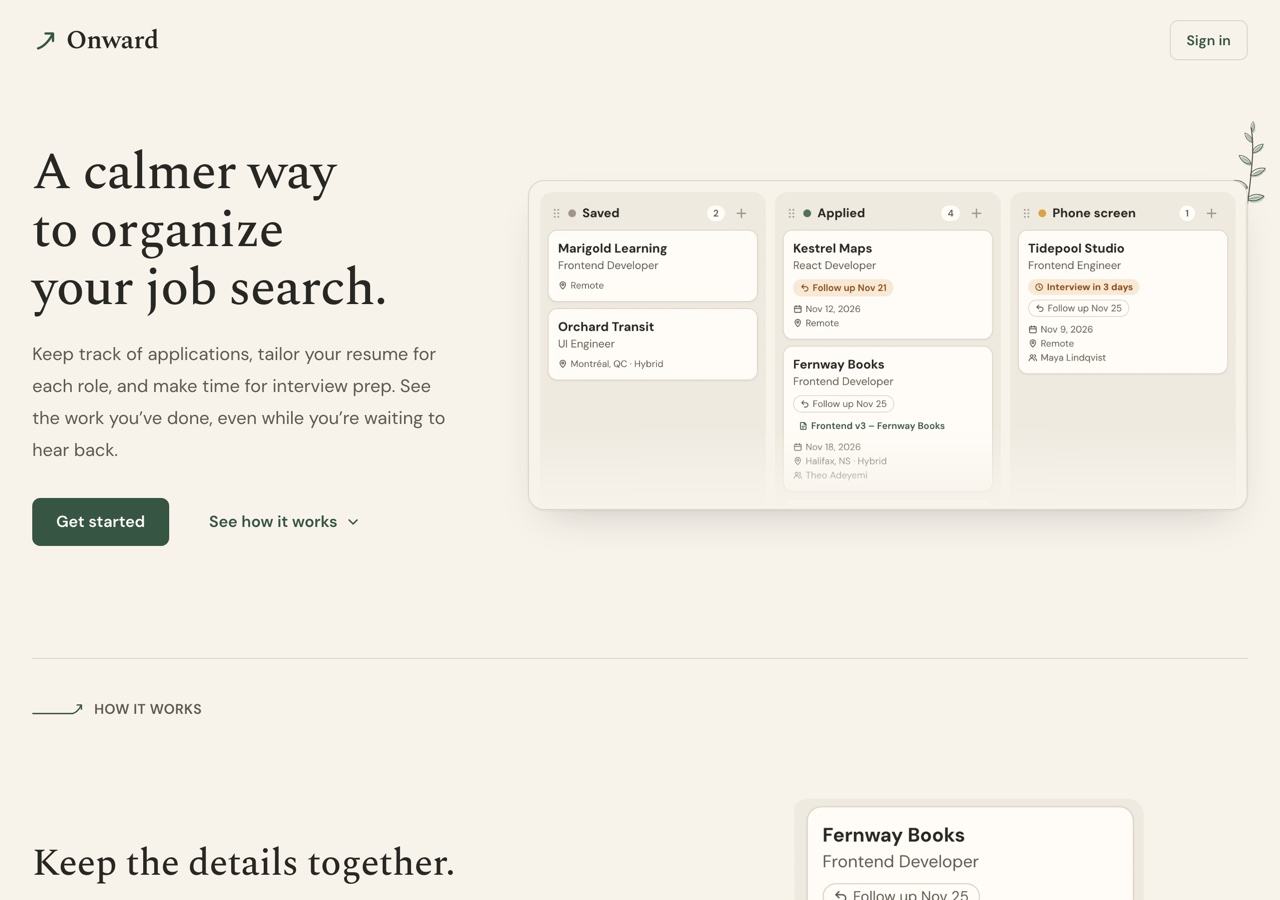 Onward
Sign in
A calmer way
to organize
your job search.
Keep track of applications, tailor your resume for
each role, and make time for interview prep. See
the work you’ve done, even while you’re waiting to
hear back.
Get started
See how it works
Saved
2
Marigold Learning
Frontend Developer
Remote
Orchard Transit
UI Engineer
Montréal, QC · Hybrid
Applied
4
Kestrel Maps
React Developer
Follow up Nov 21
Nov 12, 2026
Remote
Fernway Books
Frontend Developer
Follow up Nov 25
Frontend v3 – Fernway Books
Nov 18, 2026
Halifax, NS · Hybrid
Theo Adeyemi
Phone screen
1
Tidepool Studio
Frontend Engineer
Interview in 3 days
Follow up Nov 25
Nov 9, 2026
Remote
Maya Lindqvist
HOW IT WORKS
Keep the details together.
Fernway Books
Frontend Developer
Follow up Nov 25